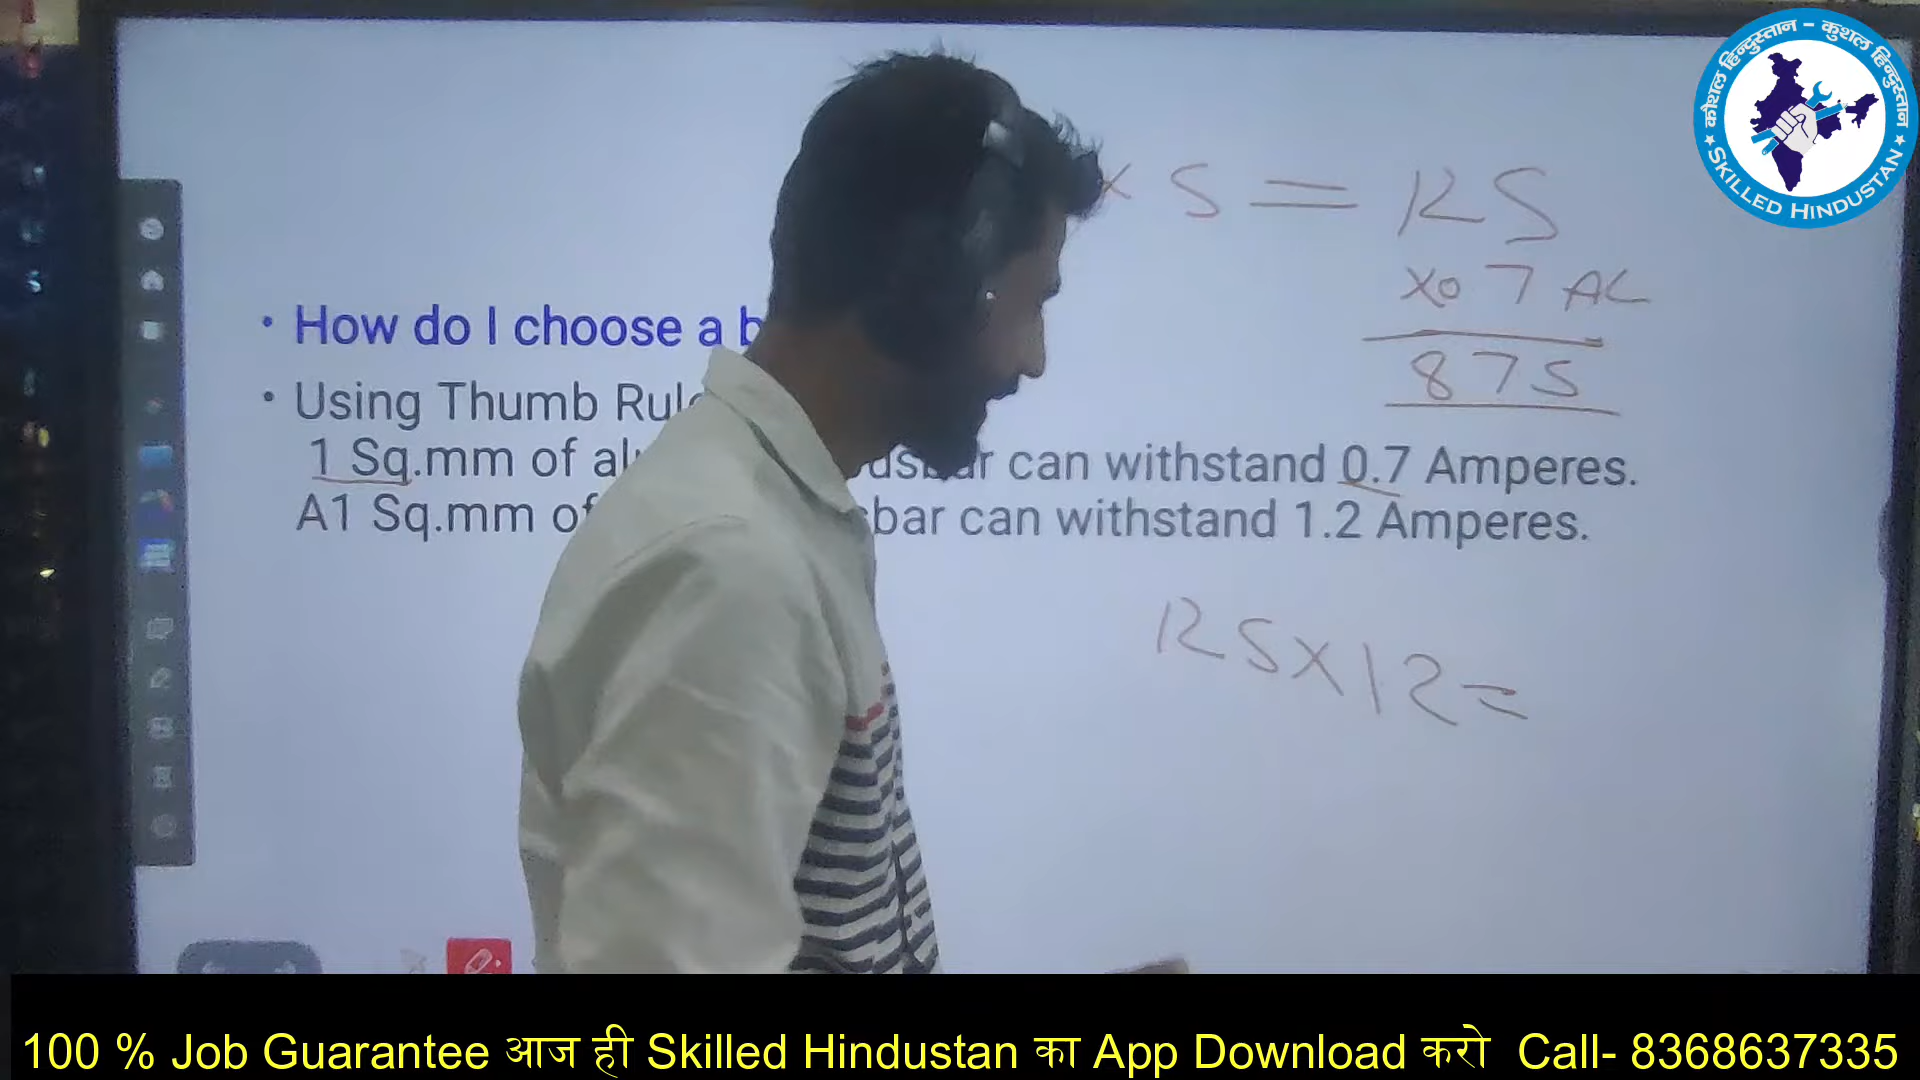 कौशल हिन्दुस्तान – कुशल हिन्दुस्तान
SKILLED HINDUSTAN
× 5 = 125
x0 7 AL
875
• How do I choose a b
• Using Thumb Rul
1 Sq.mm of al can withstand 0.7 Amperes.
A1 Sq.mm of bar can withstand 1.2 Amperes.
125x12=
100 % Job Guarantee आज ही Skilled Hindustan का App Download करो Call- 8368637335